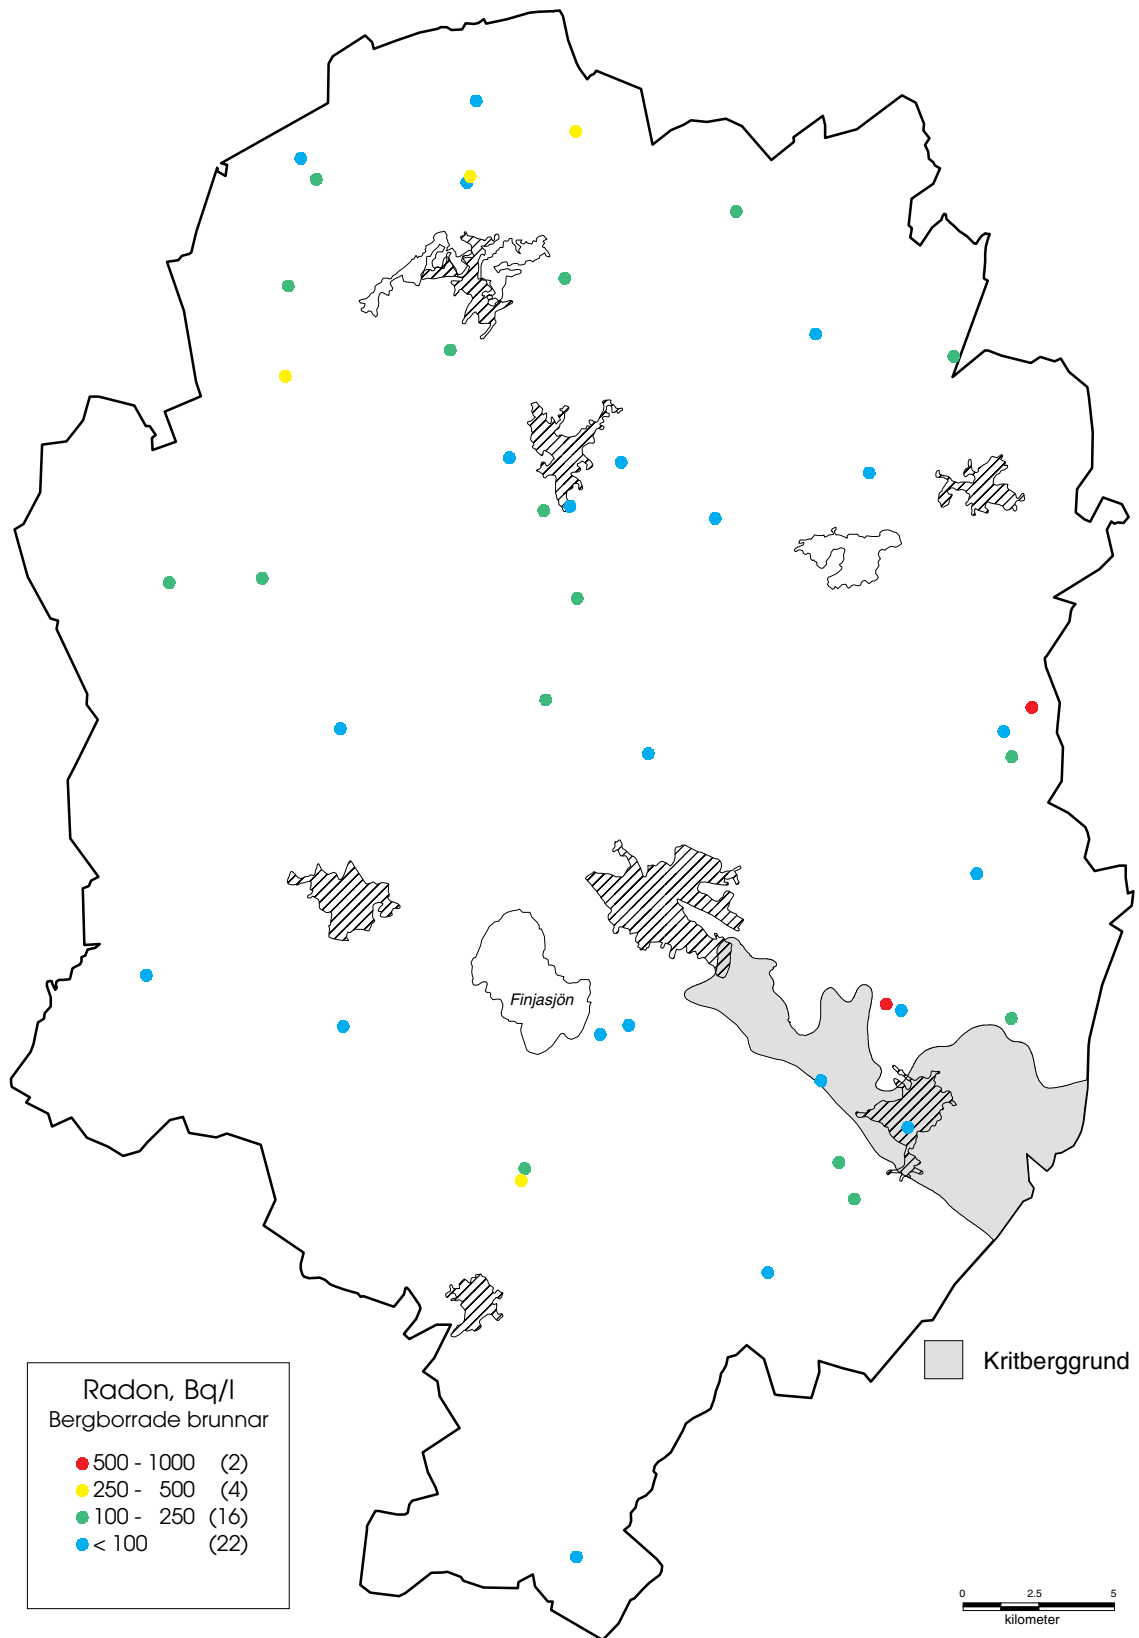 Finjasjön
Kritberggrund
Radon, Bq/l
Bergborrade brunnar
500 - 1000 (2)
250 - 500 (4)
100 - 250 (16)
< 100 (22)
0 2.5 5
kilometer